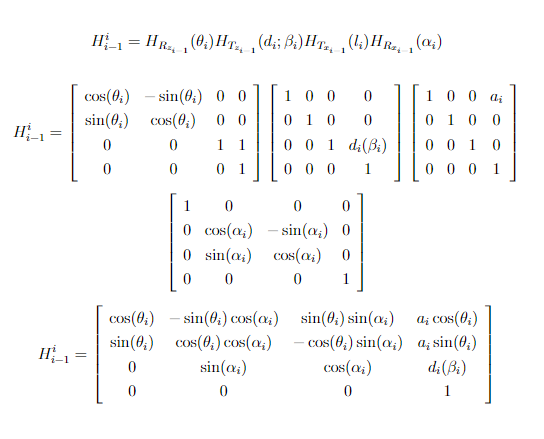 H_{i-1}^{i} = H_{R_{z_{i-1}}}(θ_i)H_{T_{z_{i-1}}}(d_i; β_i)H_{T_{x_{i-1}}}(l_i)H_{R_{x_{i-1}}}(α_i)
H_{i-1}^{i} = [ cos(θ_i) − sin(θ_i) 0 0 ; sin(θ_i) cos(θ_i) 0 0 ; 0 0 1 1 ; 0 0 0 1 ] [ 1 0 0 0 ; 0 1 0 0 ; 0 0 1 d_i(β_i) ; 0 0 0 1 ] [ 1 0 0 a_i ; 0 1 0 0 ; 0 0 1 0 ; 0 0 0 1 ]
[ 1 0 0 0 ; 0 cos(α_i) − sin(α_i) 0 ; 0 sin(α_i) cos(α_i) 0 ; 0 0 0 1 ]
H_{i-1}^{i} = [ cos(θ_i) − sin(θ_i) cos(α_i) sin(θ_i) sin(α_i) a_i cos(θ_i) ; sin(θ_i) cos(θ_i) cos(α_i) − cos(θ_i) sin(α_i) a_i sin(θ_i) ; 0 sin(α_i) cos(α_i) d_i(β_i) ; 0 0 0 1 ]